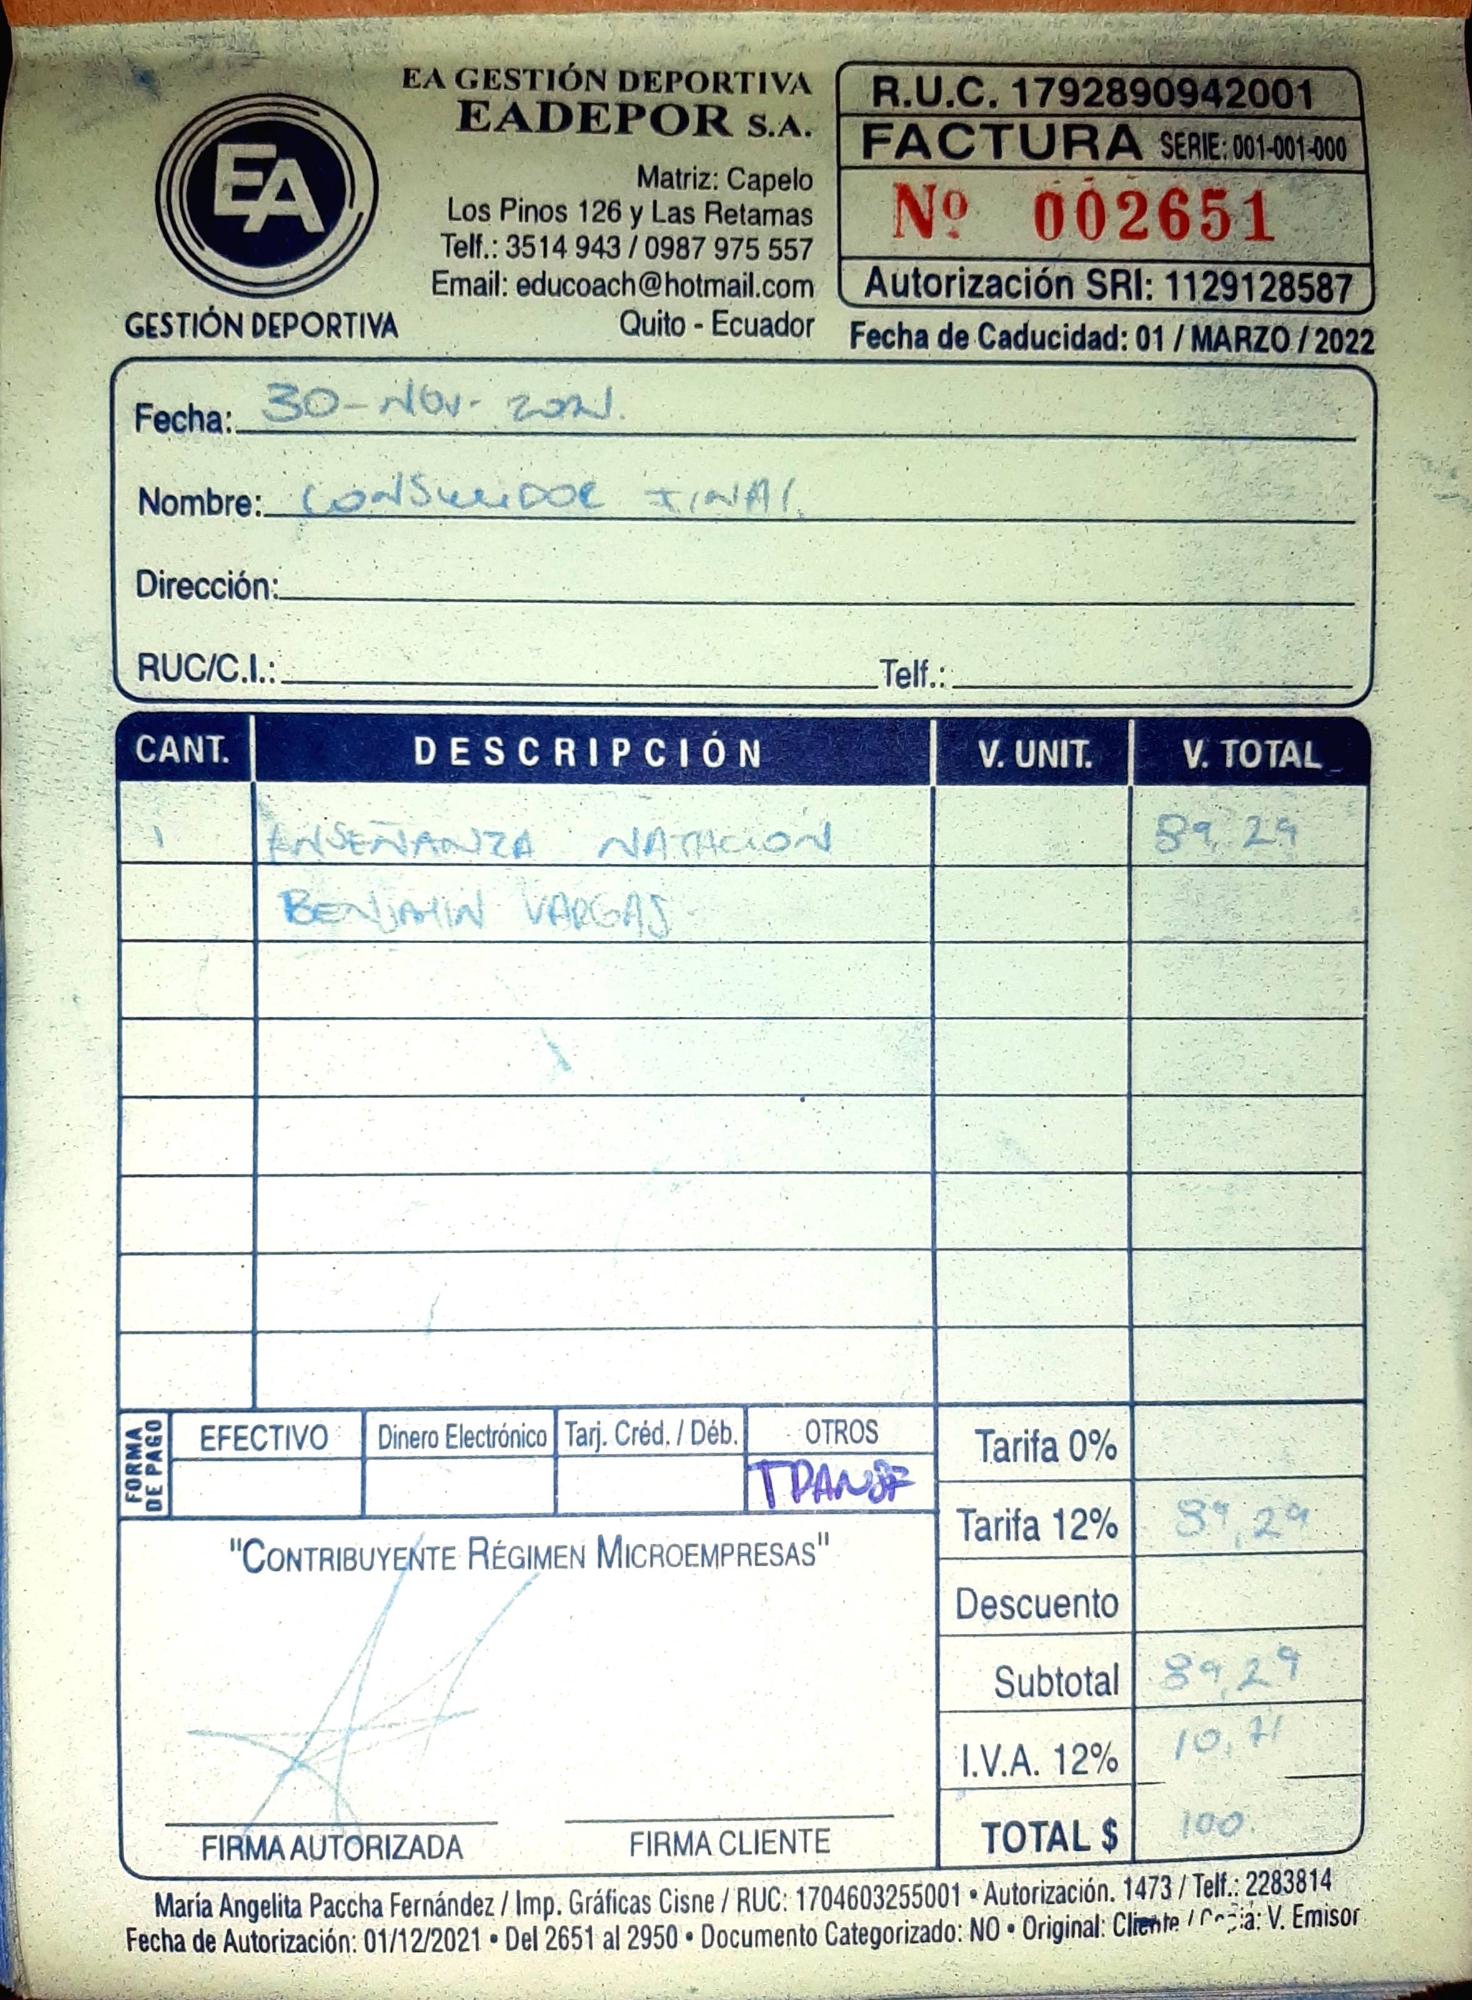 EA GESTIÓN DEPORTIVA
EADEPOR S.A.
EA
GESTIÓN DEPORTIVA
Matriz: Capelo
Los Pinos 126 y Las Retamas
Telf.: 3514 943 / 0987 975 557
Email: educoach@hotmail.com
Quito - Ecuador
R.U.C. 1792890942001
FACTURA SERIE: 001-001-000
Nº 002651
Autorización SRI: 1129128587
Fecha de Caducidad: 01 / MARZO / 2022
Fecha: 30-NOV-2021.
Nombre: CONSUMIDOR FINAL
Dirección:
RUC/C.I.: Telf.:
CANT. DESCRIPCIÓN V. UNIT. V. TOTAL
1 ENSEÑANZA NATACIÓN 89,29
BENJAMIN VARGAS
FORMA DE PAGO
EFECTIVO Dinero Electrónico Tarj. Créd. / Déb. OTROS
TRANSF
Tarifa 0%
Tarifa 12% 89,29
Descuento
Subtotal 89,29
I.V.A. 12% 10,71
TOTAL $ 100.
"CONTRIBUYENTE RÉGIMEN MICROEMPRESAS"
FIRMA AUTORIZADA FIRMA CLIENTE
María Angelita Paccha Fernández / Imp. Gráficas Cisne / RUC: 1704603255001 • Autorización. 1473 / Telf.: 2283814
Fecha de Autorización: 01/12/2021 • Del 2651 al 2950 • Documento Categorizado: NO • Original: Cliente / Copia: V. Emisor